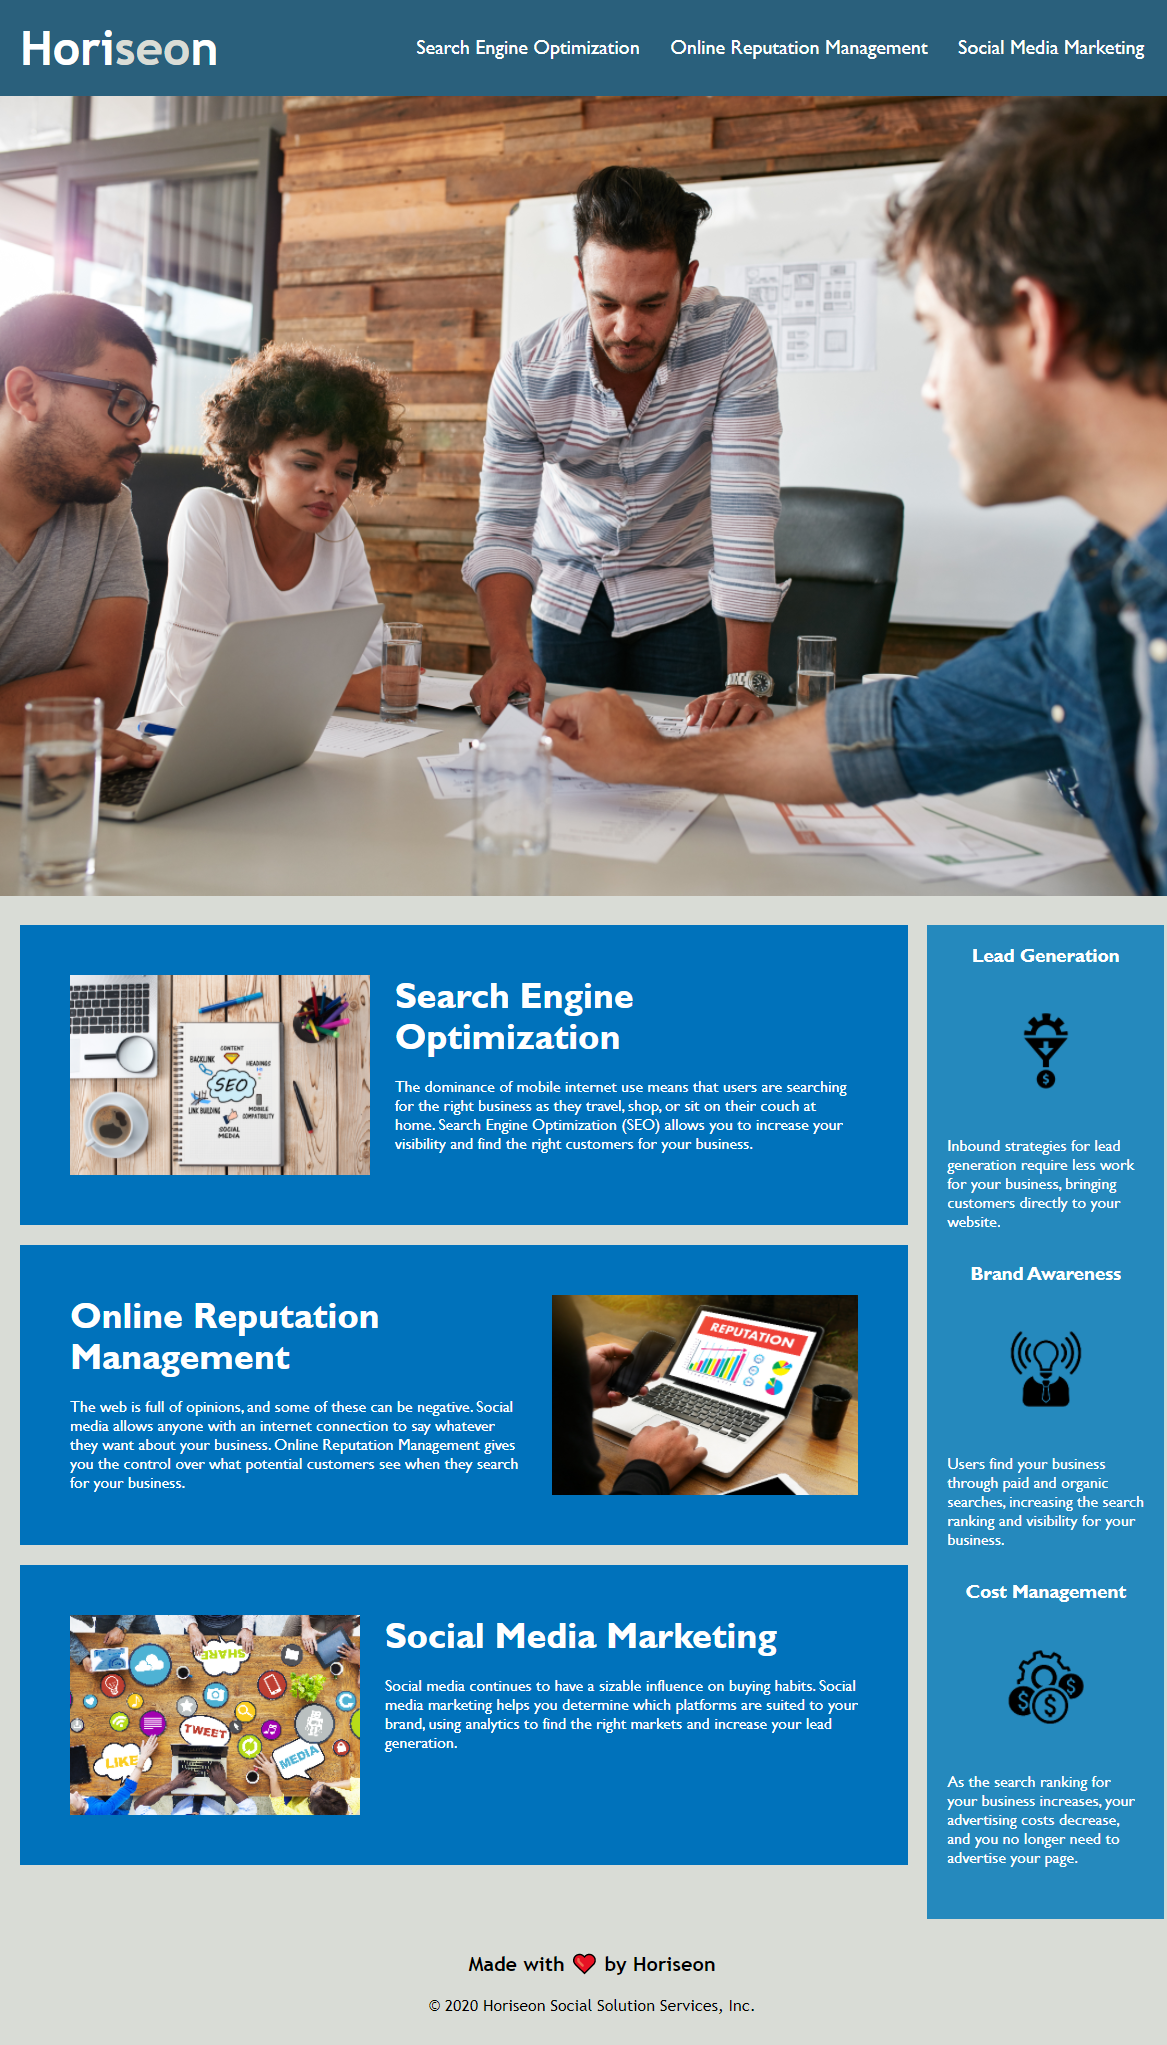 Horiseon
Search Engine Optimization
Online Reputation Management
Social Media Marketing
CONTENT
BACKLINK
HEADINGS
SEO
LINK BUILDING
MOBILE
COMPATIBILITY
SOCIAL
MEDIA
Search Engine
Optimization
The dominance of mobile internet use means that users are searching
for the right business as they travel, shop, or sit on their couch at
home. Search Engine Optimization (SEO) allows you to increase your
visibility and find the right customers for your business.
Online Reputation
Management
The web is full of opinions, and some of these can be negative. Social
media allows anyone with an internet connection to say whatever
they want about your business. Online Reputation Management gives
you the control over what potential customers see when they search
for your business.
REPUTATION
SHARE
TWEET
LIKE
MEDIA
Social Media Marketing
Social media continues to have a sizable influence on buying habits. Social
media marketing helps you determine which platforms are suited to your
brand, using analytics to find the right markets and increase your lead
generation.
Lead Generation
$
Inbound strategies for lead
generation require less work
for your business, bringing
customers directly to your
website.
Brand Awareness
Users find your business
through paid and organic
searches, increasing the search
ranking and visibility for your
business.
Cost Management
$ $ $
As the search ranking for
your business increases, your
advertising costs decrease,
and you no longer need to
advertise your page.
Made with ❤️ by Horiseon
© 2020 Horiseon Social Solution Services, Inc.